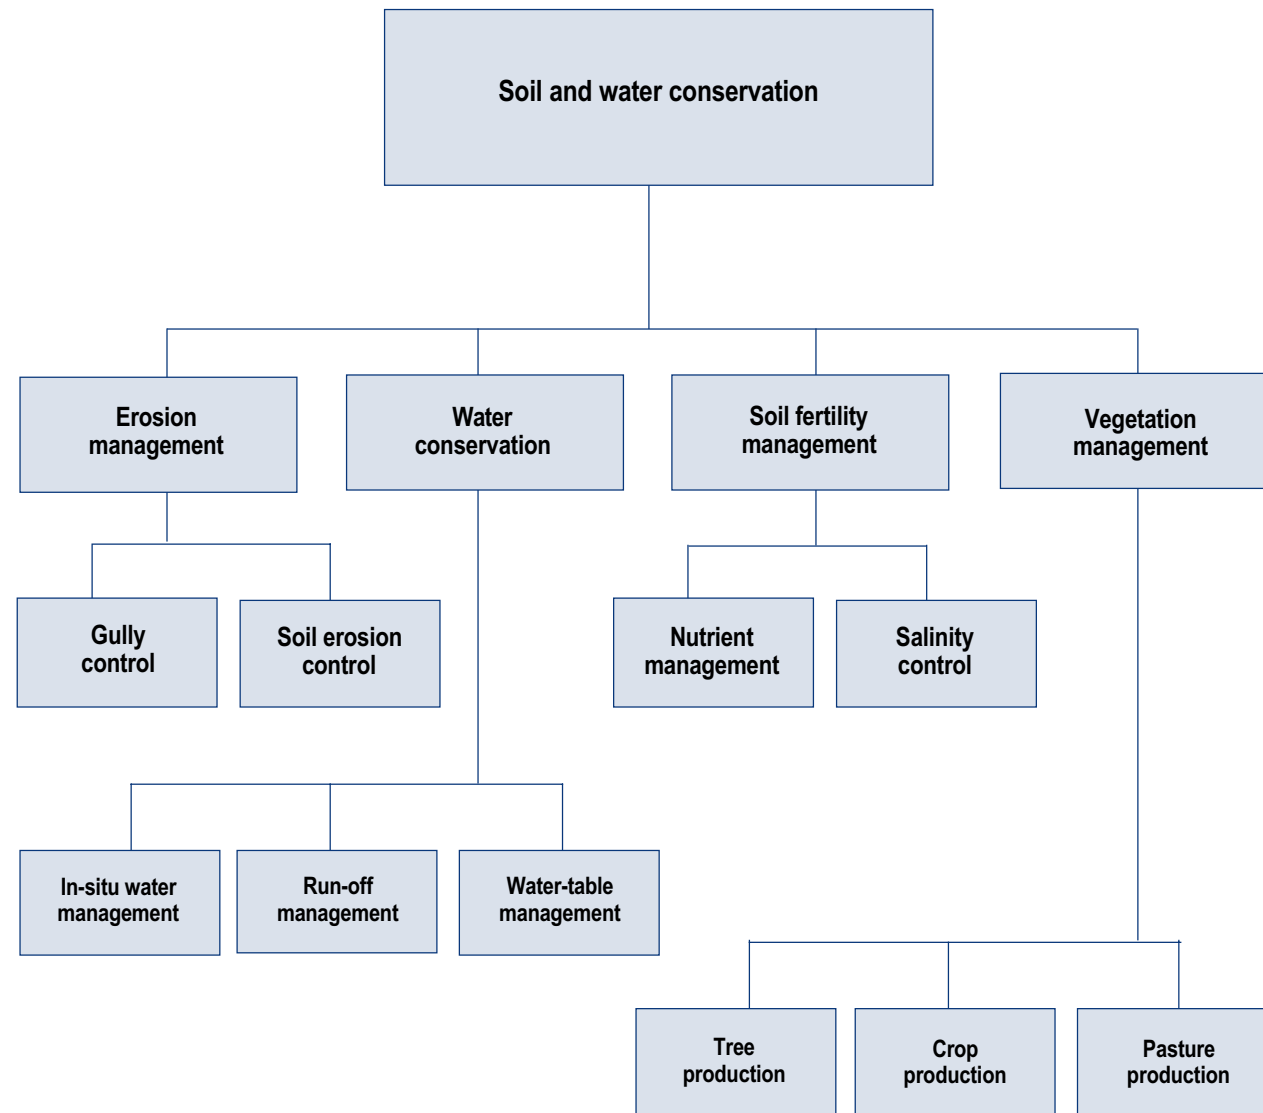 Soil and water conservation
Erosion
management
Water
conservation
Soil fertility
management
Vegetation
management
Gully
control
Soil erosion
control
Nutrient
management
Salinity
control
In-situ water
management
Run-off
management
Water-table
management
Tree
production
Crop
production
Pasture
production